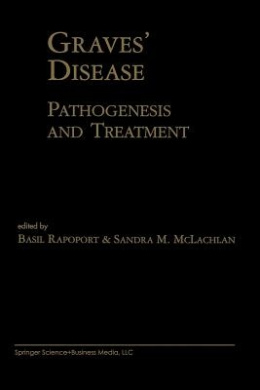 GRAVES'
DISEASE
PATHOGENESIS
AND TREATMENT
edited by
BASIL RAPOPORT & SANDRA M. MCLACHLAN
Springer Science+Business Media, LLC